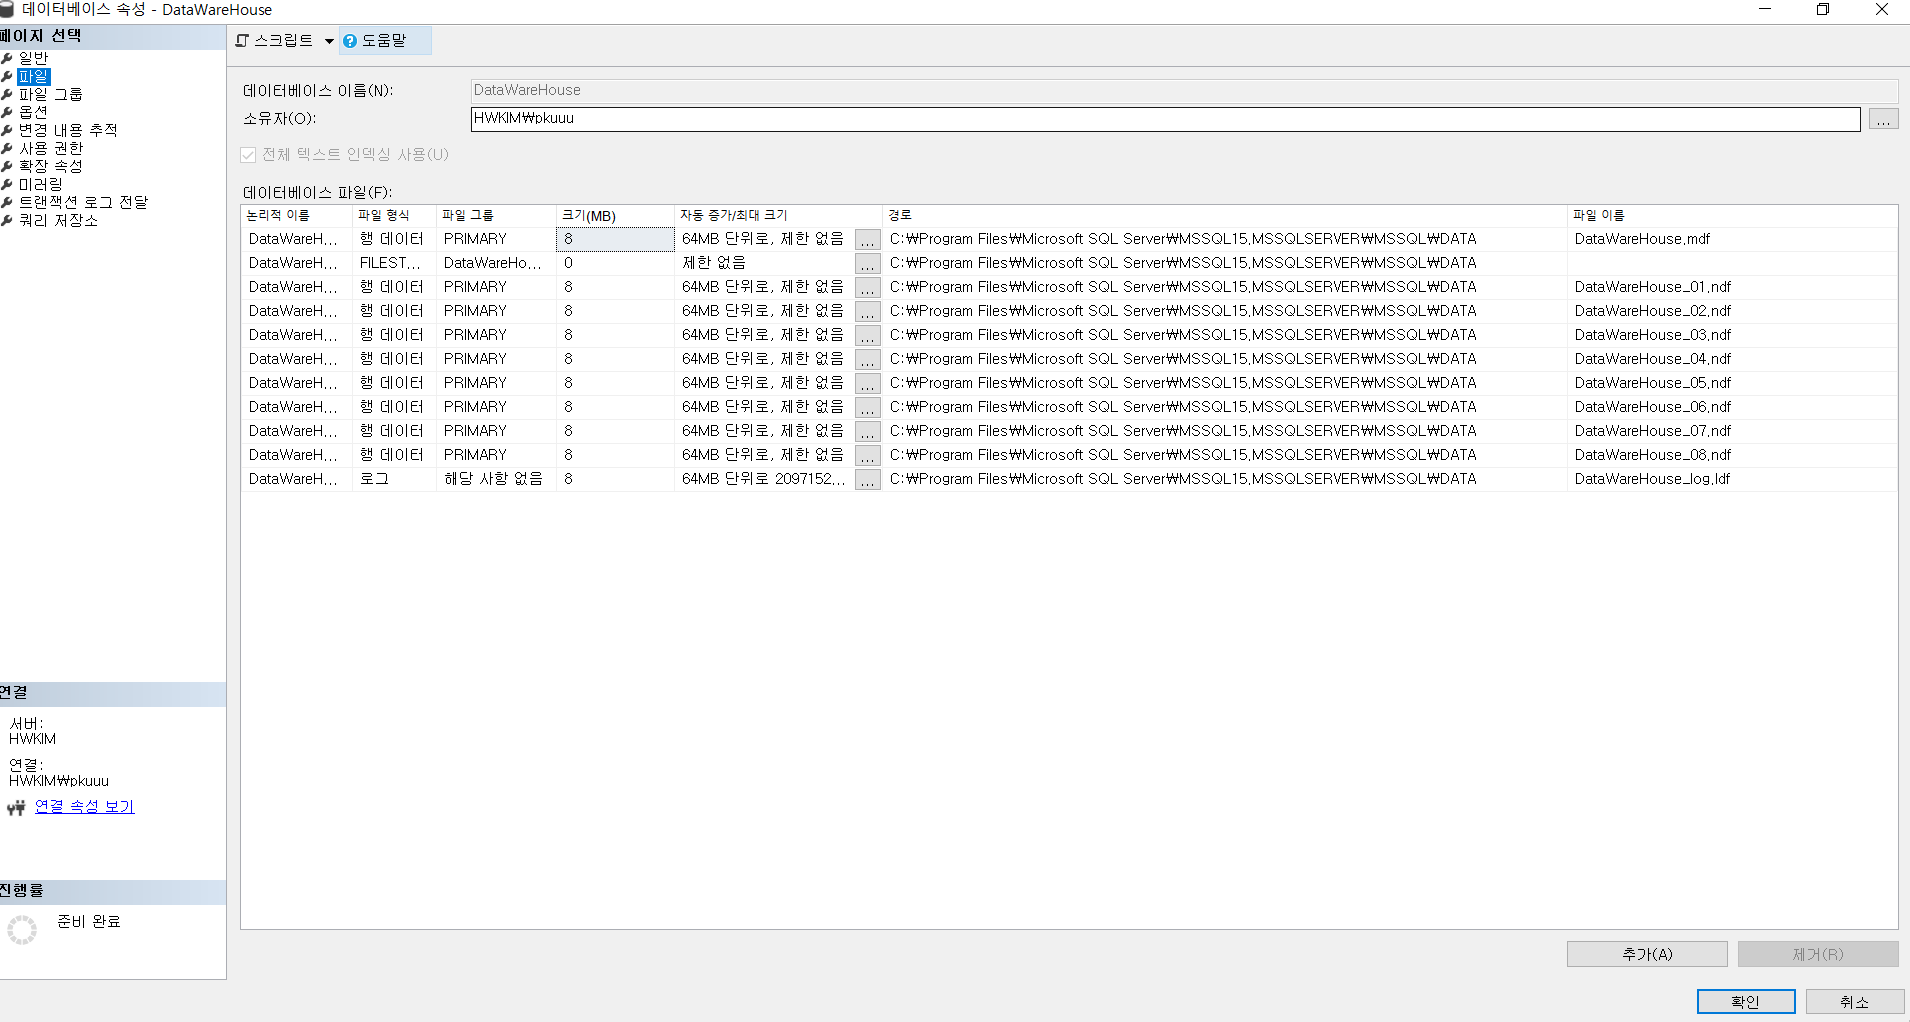 데이터베이스 속성 - DataWareHouse
페이지 선택
일반
파일
파일 그룹
옵션
변경 내용 추적
사용 권한
확장 속성
미러링
트랜잭션 로그 전달
쿼리 저장소
스크립트 도움말
데이터베이스 이름(N): DataWareHouse
소유자(O): HWKIM₩pkuuu ...
전체 텍스트 인덱싱 사용(U)
데이터베이스 파일(F):
논리적 이름 파일 형식 파일 그룹 크기(MB) 자동 증가/최대 크기 경로 파일 이름
DataWareH... 행 데이터 PRIMARY 8 64MB 단위로, 제한 없음 ... C:₩Program Files₩Microsoft SQL Server₩MSSQL15.MSSQLSERVER₩MSSQL₩DATA DataWareHouse.mdf
DataWareH... FILEST... DataWareHo... 0 제한 없음 ... C:₩Program Files₩Microsoft SQL Server₩MSSQL15.MSSQLSERVER₩MSSQL₩DATA
DataWareH... 행 데이터 PRIMARY 8 64MB 단위로, 제한 없음 ... C:₩Program Files₩Microsoft SQL Server₩MSSQL15.MSSQLSERVER₩MSSQL₩DATA DataWareHouse_01.ndf
DataWareH... 행 데이터 PRIMARY 8 64MB 단위로, 제한 없음 ... C:₩Program Files₩Microsoft SQL Server₩MSSQL15.MSSQLSERVER₩MSSQL₩DATA DataWareHouse_02.ndf
DataWareH... 행 데이터 PRIMARY 8 64MB 단위로, 제한 없음 ... C:₩Program Files₩Microsoft SQL Server₩MSSQL15.MSSQLSERVER₩MSSQL₩DATA DataWareHouse_03.ndf
DataWareH... 행 데이터 PRIMARY 8 64MB 단위로, 제한 없음 ... C:₩Program Files₩Microsoft SQL Server₩MSSQL15.MSSQLSERVER₩MSSQL₩DATA DataWareHouse_04.ndf
DataWareH... 행 데이터 PRIMARY 8 64MB 단위로, 제한 없음 ... C:₩Program Files₩Microsoft SQL Server₩MSSQL15.MSSQLSERVER₩MSSQL₩DATA DataWareHouse_05.ndf
DataWareH... 행 데이터 PRIMARY 8 64MB 단위로, 제한 없음 ... C:₩Program Files₩Microsoft SQL Server₩MSSQL15.MSSQLSERVER₩MSSQL₩DATA DataWareHouse_06.ndf
DataWareH... 행 데이터 PRIMARY 8 64MB 단위로, 제한 없음 ... C:₩Program Files₩Microsoft SQL Server₩MSSQL15.MSSQLSERVER₩MSSQL₩DATA DataWareHouse_07.ndf
DataWareH... 행 데이터 PRIMARY 8 64MB 단위로, 제한 없음 ... C:₩Program Files₩Microsoft SQL Server₩MSSQL15.MSSQLSERVER₩MSSQL₩DATA DataWareHouse_08.ndf
DataWareH... 로그 해당 사항 없음 8 64MB 단위로 2097152... ... C:₩Program Files₩Microsoft SQL Server₩MSSQL15.MSSQLSERVER₩MSSQL₩DATA DataWareHouse_log.ldf
연결
서버:
HWKIM
연결:
HWKIM₩pkuuu
연결 속성 보기
진행률
준비 완료
추가(A) 제거(R)
확인 취소